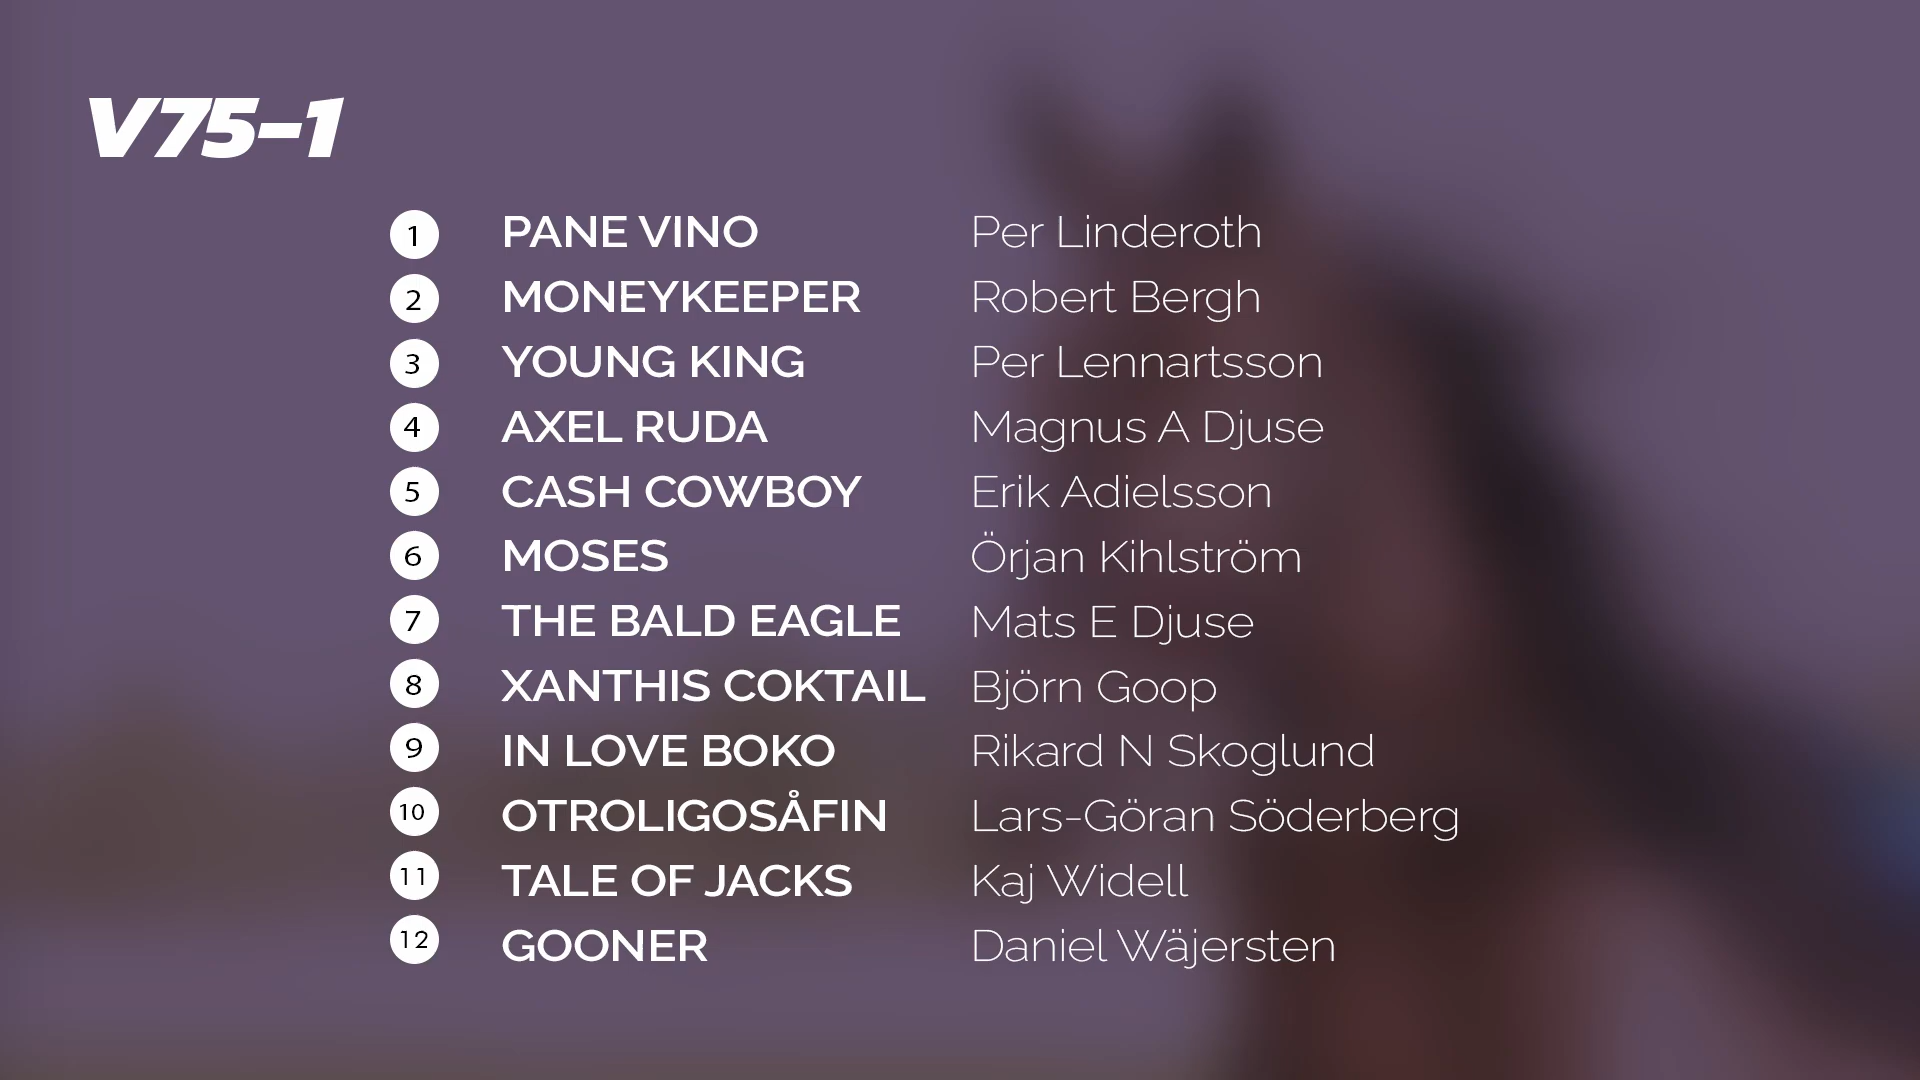 V75-1
1 PANE VINO Per Linderoth
2 MONEYKEEPER Robert Bergh
3 YOUNG KING Per Lennartsson
4 AXEL RUDA Magnus A Djuse
5 CASH COWBOY Erik Adielsson
6 MOSES Örjan Kihlström
7 THE BALD EAGLE Mats E Djuse
8 XANTHIS COKTAIL Björn Goop
9 IN LOVE BOKO Rikard N Skoglund
10 OTROLIGOSÅFIN Lars-Göran Söderberg
11 TALE OF JACKS Kaj Widell
12 GOONER Daniel Wäjersten